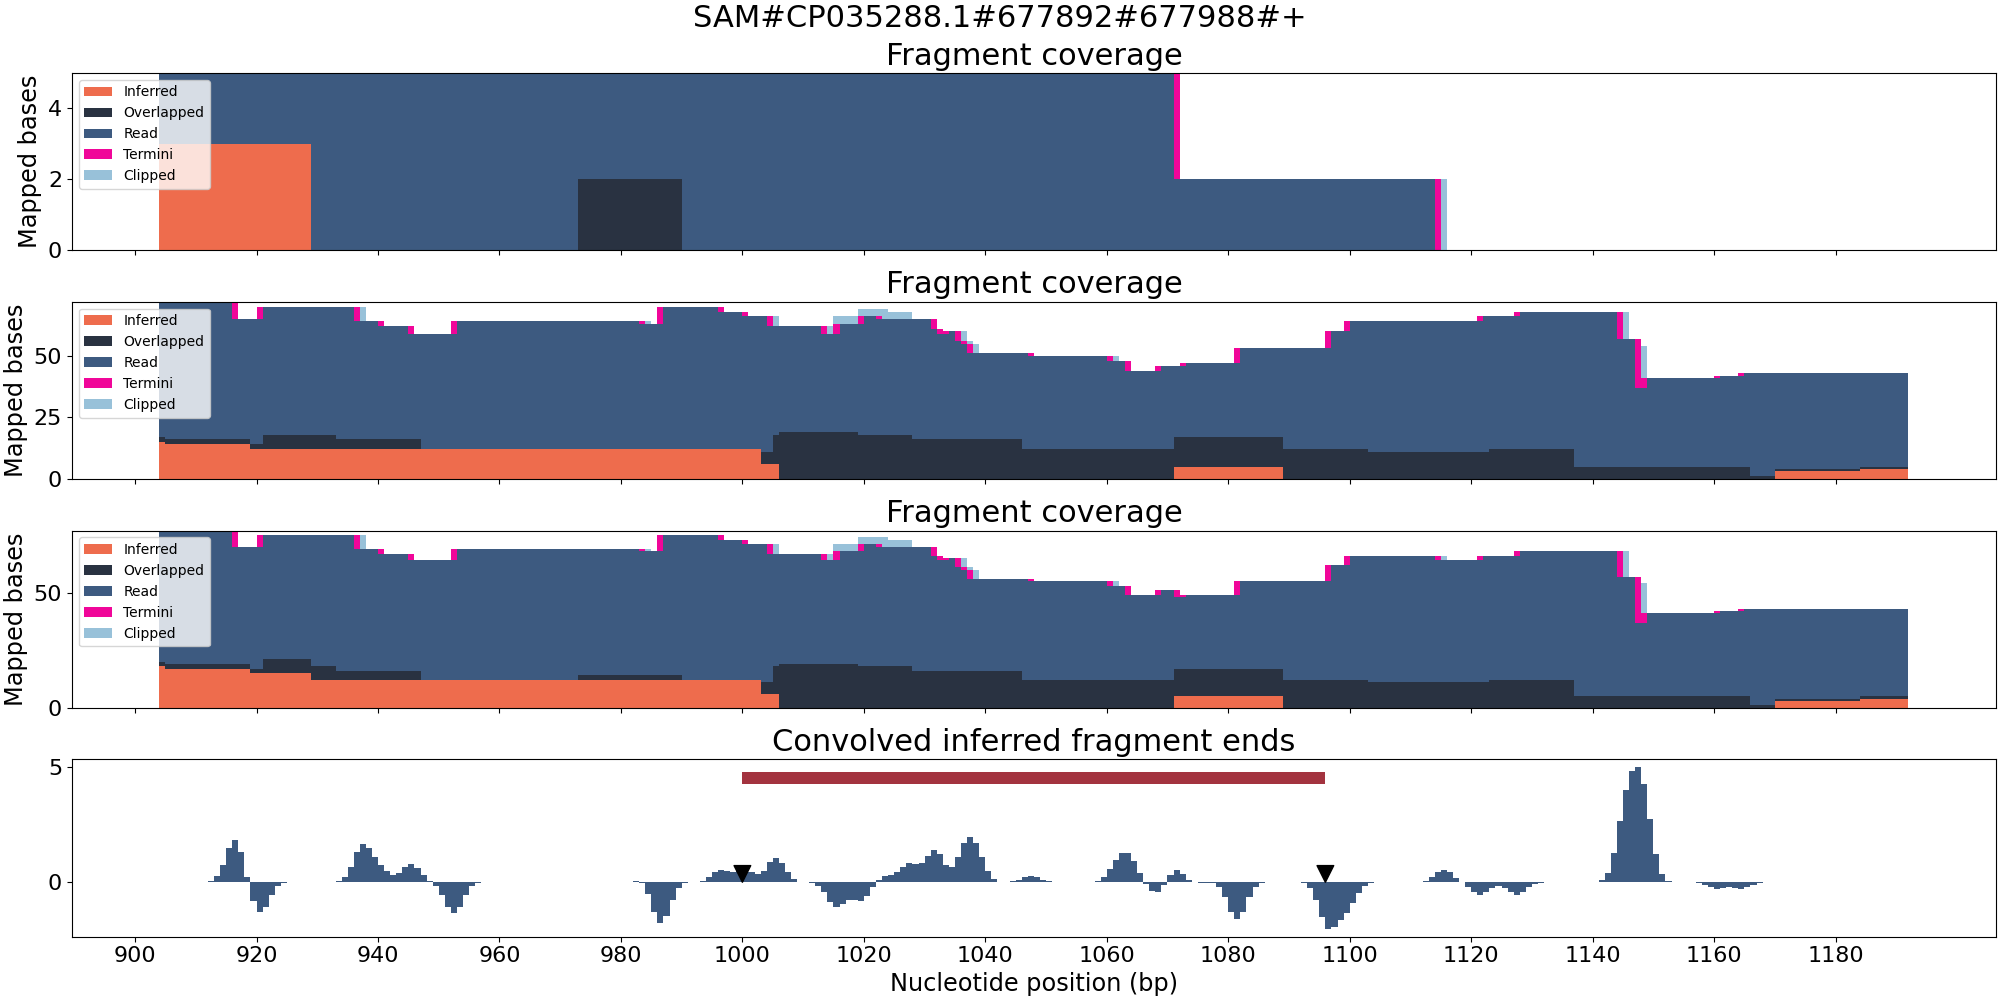 SAM#CP035288.1#677892#677988#+
Fragment coverage
Mapped bases
4
2
0
Inferred
Overlapped
Read
Termini
Clipped
Fragment coverage
Mapped bases
50
25
0
Inferred
Overlapped
Read
Termini
Clipped
Fragment coverage
Mapped bases
50
0
Inferred
Overlapped
Read
Termini
Clipped
Convolved inferred fragment ends
5
0
900 920 940 960 980 1000 1020 1040 1060 1080 1100 1120 1140 1160 1180
Nucleotide position (bp)